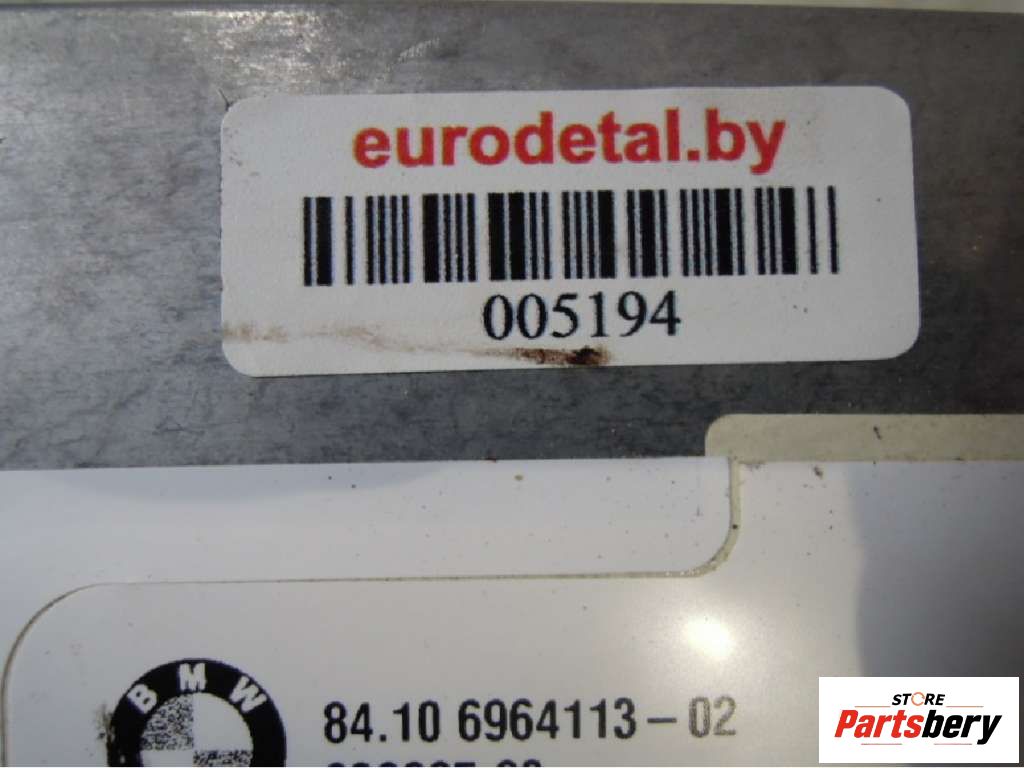 eurodetal.by
005194
BMW
84.10 6964113-02
STORE
Partsbery